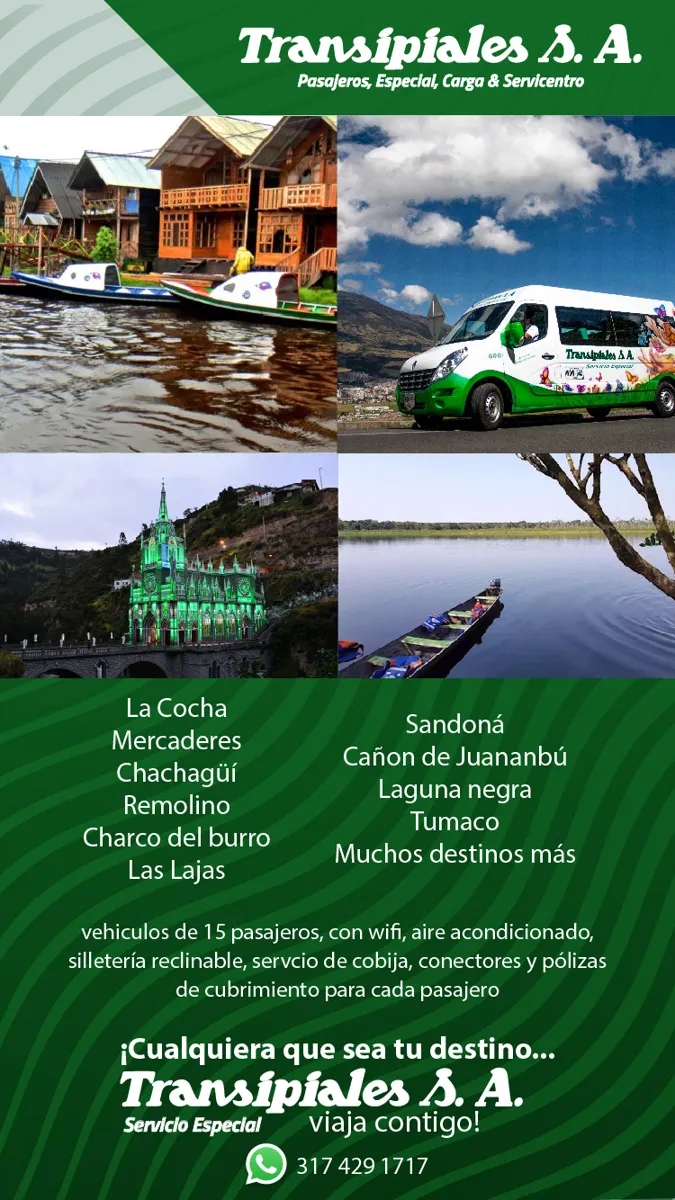 Transipiales S. A.
Pasajeros, Especial, Carga & Servicentro
Transipiales S. A.
Servicio Especial
La Cocha
Mercaderes
Chachagüí
Remolino
Charco del burro
Las Lajas
Sandoná
Cañon de Juananbú
Laguna negra
Tumaco
Muchos destinos más
vehiculos de 15 pasajeros, con wifi, aire acondicionado,
silletería reclinable, servcio de cobija, conectores y pólizas
de cubrimiento para cada pasajero
¡Cualquiera que sea tu destino...
Transipiales S. A.
Servicio Especial viaja contigo!
317 429 1717